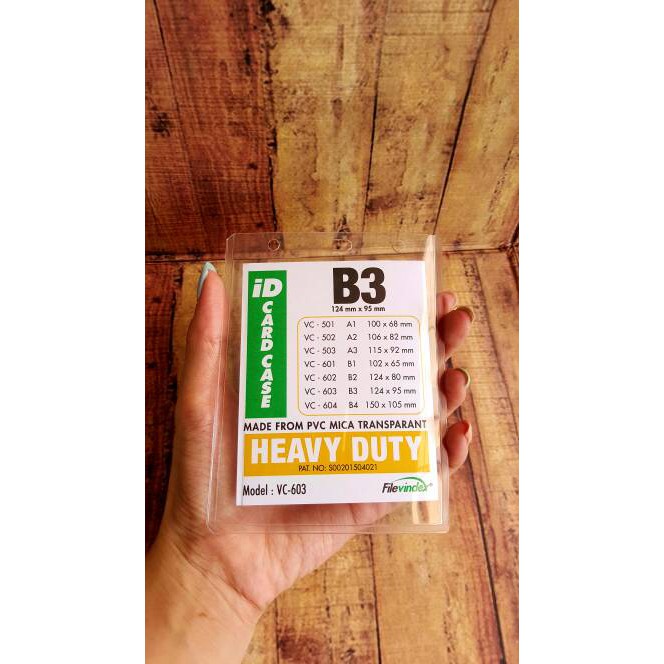 iD
CARD CASE
B3
124 mm x 95 mm
VC - 501 A1 100 x 68 mm
VC - 502 A2 106 x 82 mm
VC - 503 A3 115 x 92 mm
VC - 601 B1 102 x 65 mm
VC - 602 B2 124 x 80 mm
VC - 603 B3 124 x 95 mm
VC - 604 B4 150 x 105 mm
MADE FROM PVC MICA TRANSPARANT
HEAVY DUTY
PAT. NO: S00201504021
Model : VC-603
Filevindex®